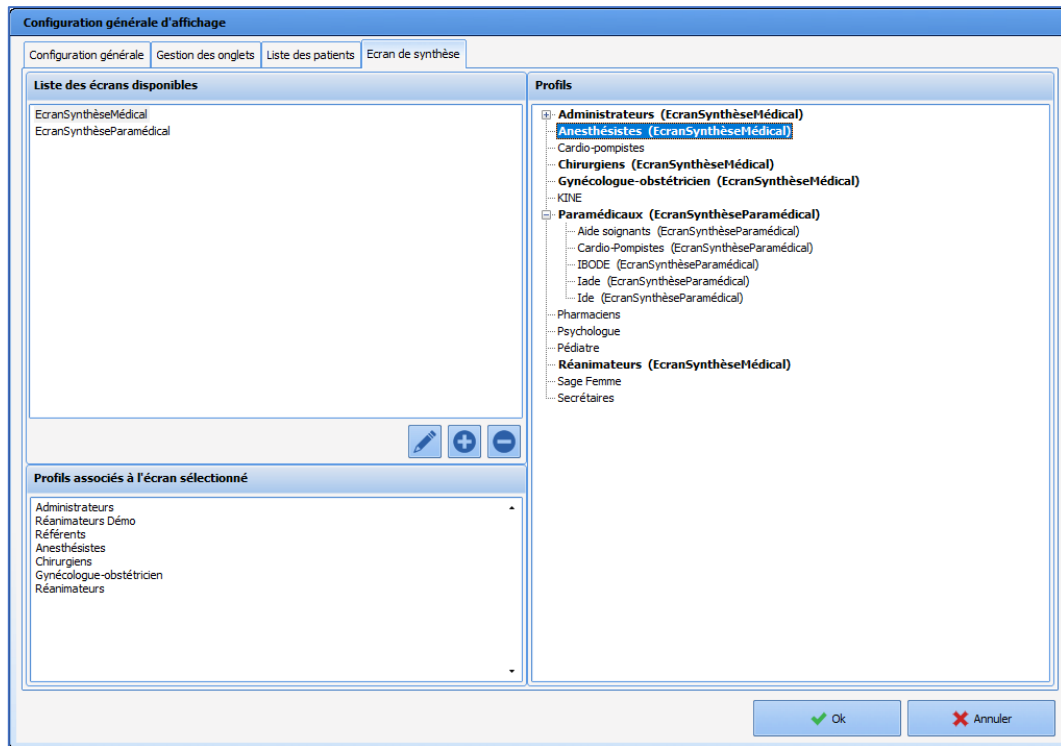 Configuration générale d'affichage
Configuration générale
Gestion des onglets
Liste des patients
Ecran de synthèse
Liste des écrans disponibles
EcranSynthèseMédical
EcranSynthèseParamédical
Profils associés à l'écran sélectionné
Administrateurs
Réanimateurs Démo
Référents
Anesthésistes
Chirurgiens
Gynécologue-obstétricien
Réanimateurs
Profils
Administrateurs (EcranSynthèseMédical)
Anesthésistes (EcranSynthèseMédical)
Cardio-pompistes
Chirurgiens (EcranSynthèseMédical)
Gynécologue-obstétricien (EcranSynthèseMédical)
KINE
Paramédicaux (EcranSynthèseParamédical)
Aide soignants (EcranSynthèseParamédical)
Cardio-Pompistes (EcranSynthèseParamédical)
IBODE (EcranSynthèseParamédical)
Iade (EcranSynthèseParamédical)
Ide (EcranSynthèseParamédical)
Pharmaciens
Psychologue
Pédiatre
Réanimateurs (EcranSynthèseMédical)
Sage Femme
Secrétaires
Ok
Annuler